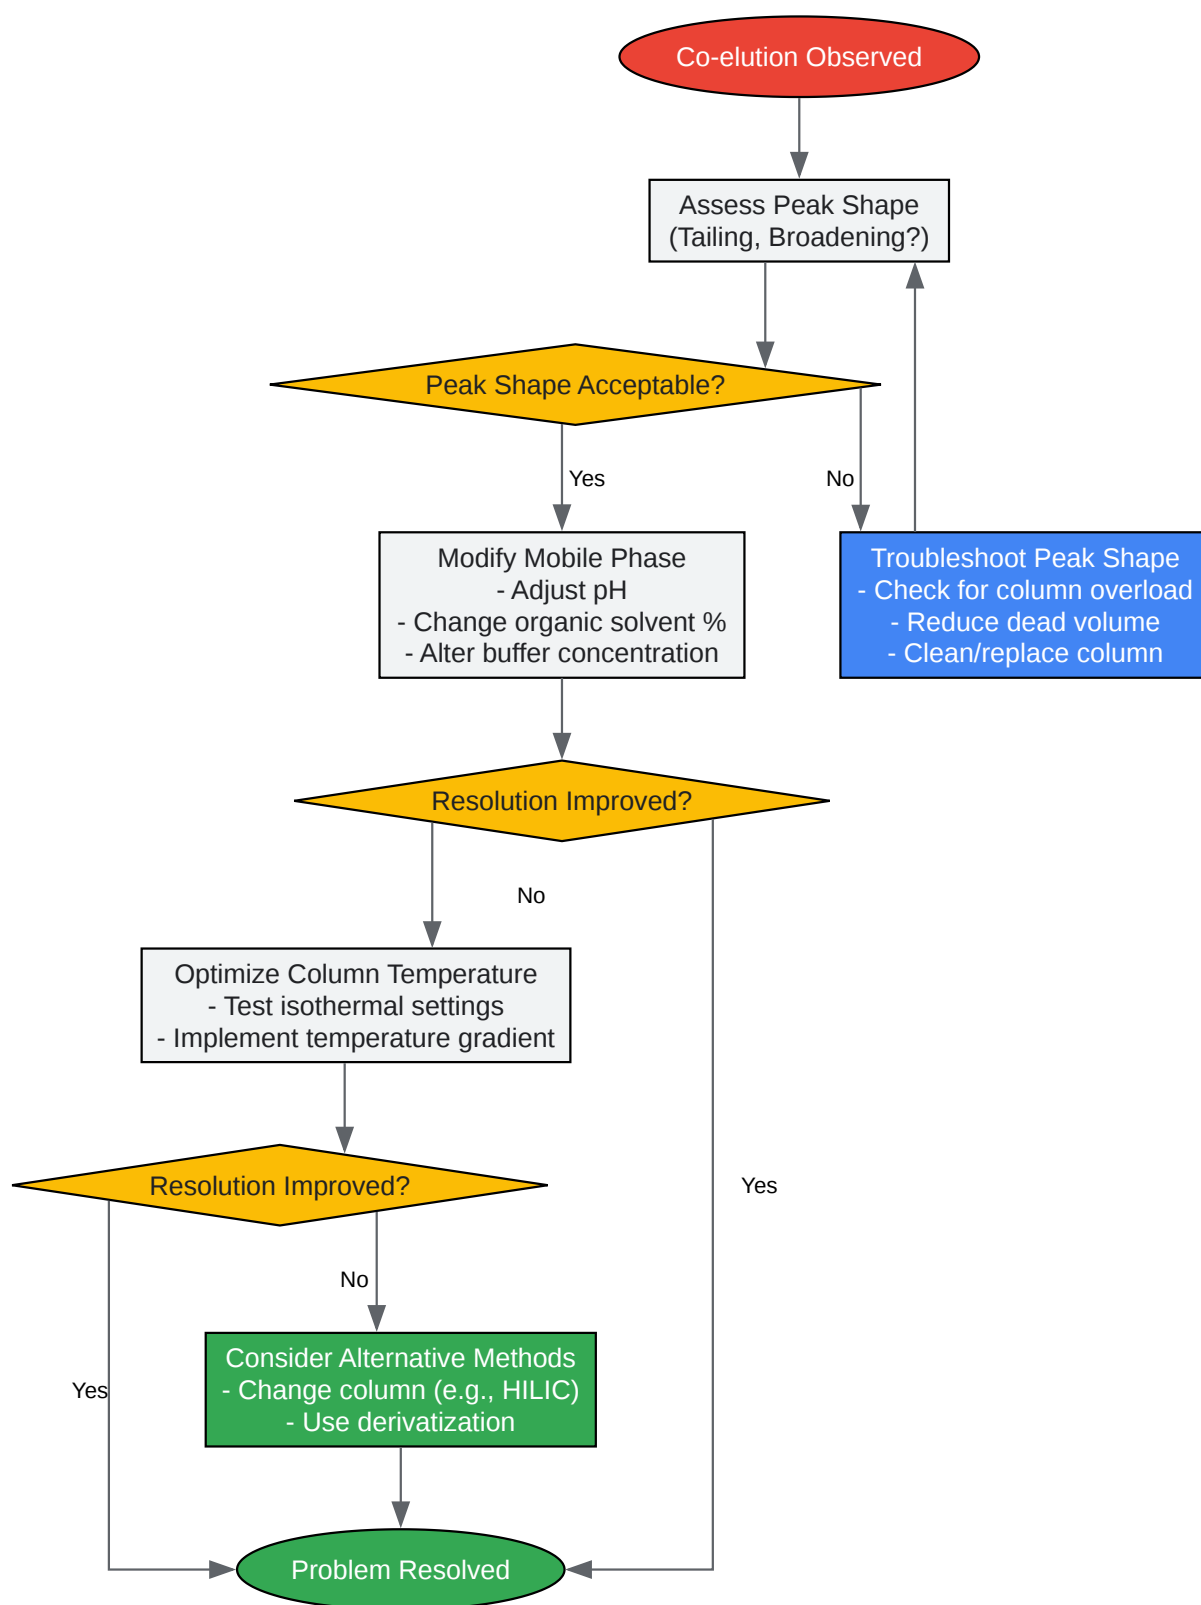 Co-elution Observed
Assess Peak Shape
(Tailing, Broadening?)
Peak Shape Acceptable?
Yes
No
Modify Mobile Phase
- Adjust pH
- Change organic solvent %
- Alter buffer concentration
Troubleshoot Peak Shape
- Check for column overload
- Reduce dead volume
- Clean/replace column
Resolution Improved?
No
Optimize Column Temperature
- Test isothermal settings
- Implement temperature gradient
Resolution Improved?
Yes
No
Consider Alternative Methods
- Change column (e.g., HILIC)
- Use derivatization
Yes
Problem Resolved